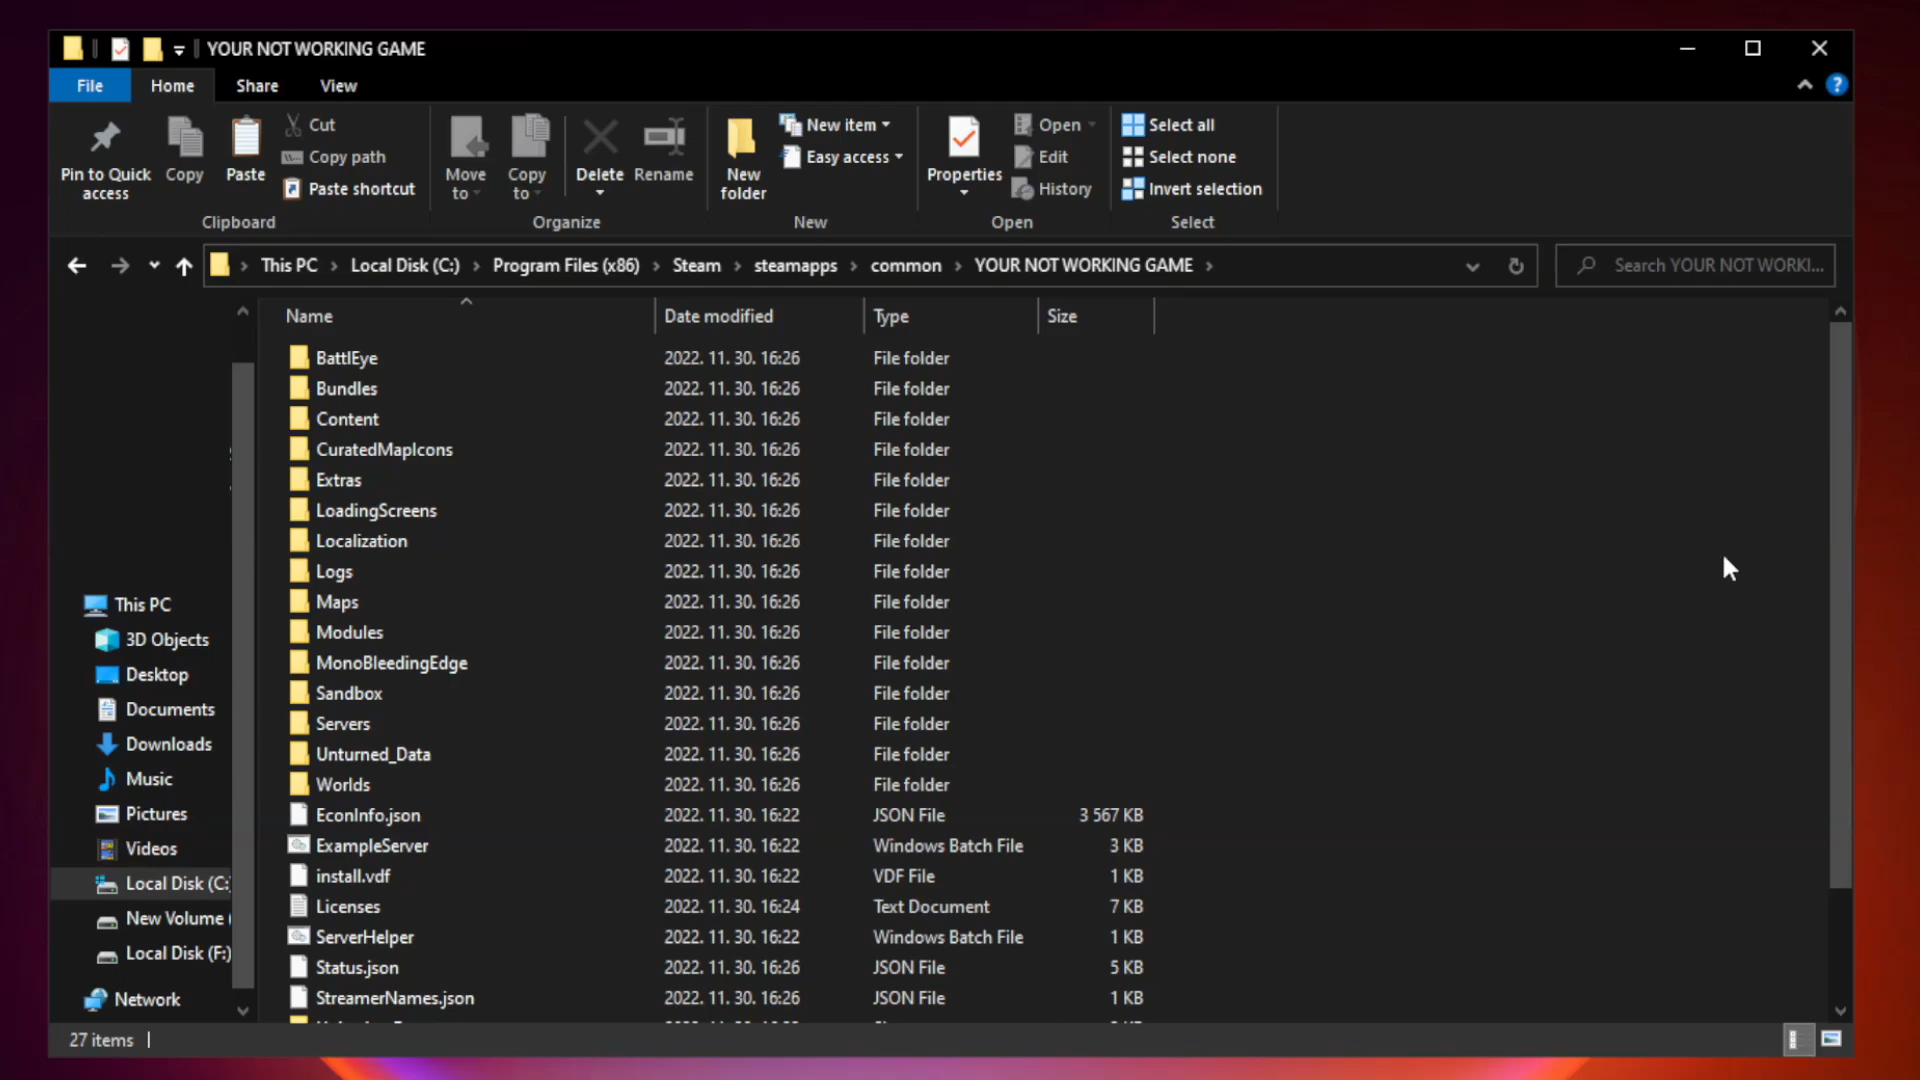 YOUR NOT WORKING GAME
File Home Share View
Pin to Quick access
Copy
Paste
Cut
Copy path
Paste shortcut
Clipboard
Move to
Copy to
Delete
Rename
Organize
New folder
New item
Easy access
New
Properties
Open
Edit
History
Open
Select all
Select none
Invert selection
Select
This PC > Local Disk (C:) > Program Files (x86) > Steam > steamapps > common > YOUR NOT WORKING GAME >
Search YOUR NOT WORKI...
This PC
3D Objects
Desktop
Documents
Downloads
Music
Pictures
Videos
Local Disk (C:
New Volume (
Local Disk (F:)
Network
Name Date modified Type Size
BattlEye 2022. 11. 30. 16:26 File folder
Bundles 2022. 11. 30. 16:26 File folder
Content 2022. 11. 30. 16:26 File folder
CuratedMapIcons 2022. 11. 30. 16:26 File folder
Extras 2022. 11. 30. 16:26 File folder
LoadingScreens 2022. 11. 30. 16:26 File folder
Localization 2022. 11. 30. 16:26 File folder
Logs 2022. 11. 30. 16:26 File folder
Maps 2022. 11. 30. 16:26 File folder
Modules 2022. 11. 30. 16:26 File folder
MonoBleedingEdge 2022. 11. 30. 16:26 File folder
Sandbox 2022. 11. 30. 16:26 File folder
Servers 2022. 11. 30. 16:26 File folder
Unturned_Data 2022. 11. 30. 16:26 File folder
Worlds 2022. 11. 30. 16:26 File folder
EconInfo.json 2022. 11. 30. 16:22 JSON File 3 567 KB
ExampleServer 2022. 11. 30. 16:22 Windows Batch File 3 KB
install.vdf 2022. 11. 30. 16:22 VDF File 1 KB
Licenses 2022. 11. 30. 16:24 Text Document 7 KB
ServerHelper 2022. 11. 30. 16:22 Windows Batch File 1 KB
Status.json 2022. 11. 30. 16:26 JSON File 5 KB
StreamerNames.json 2022. 11. 30. 16:26 JSON File 1 KB
27 items